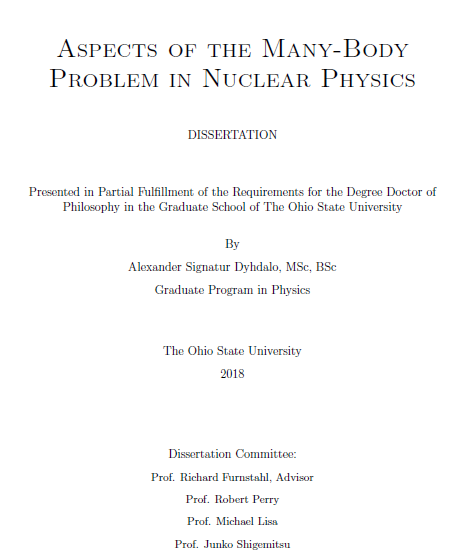 Aspects of the Many-Body
Problem in Nuclear Physics
DISSERTATION
Presented in Partial Fulfillment of the Requirements for the Degree Doctor of
Philosophy in the Graduate School of The Ohio State University
By
Alexander Signatur Dyhdalo, MSc, BSc
Graduate Program in Physics
The Ohio State University
2018
Dissertation Committee:
Prof. Richard Furnstahl, Advisor
Prof. Robert Perry
Prof. Michael Lisa
Prof. Junko Shigemitsu